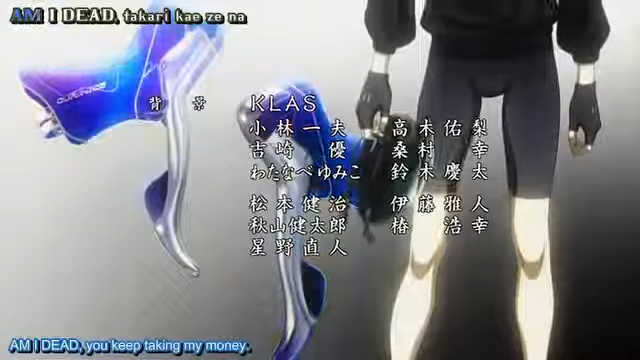 AM I DEAD, takari kae ze na
背景 KLAS
小林一夫 高木佑梨
吉崎 優 桑村 幸
わたなべゆみこ 鈴木慶太
松本健治 伊藤雅人
秋山健太郎 椿 浩幸
星野直人
AM I DEAD, you keep taking my money.